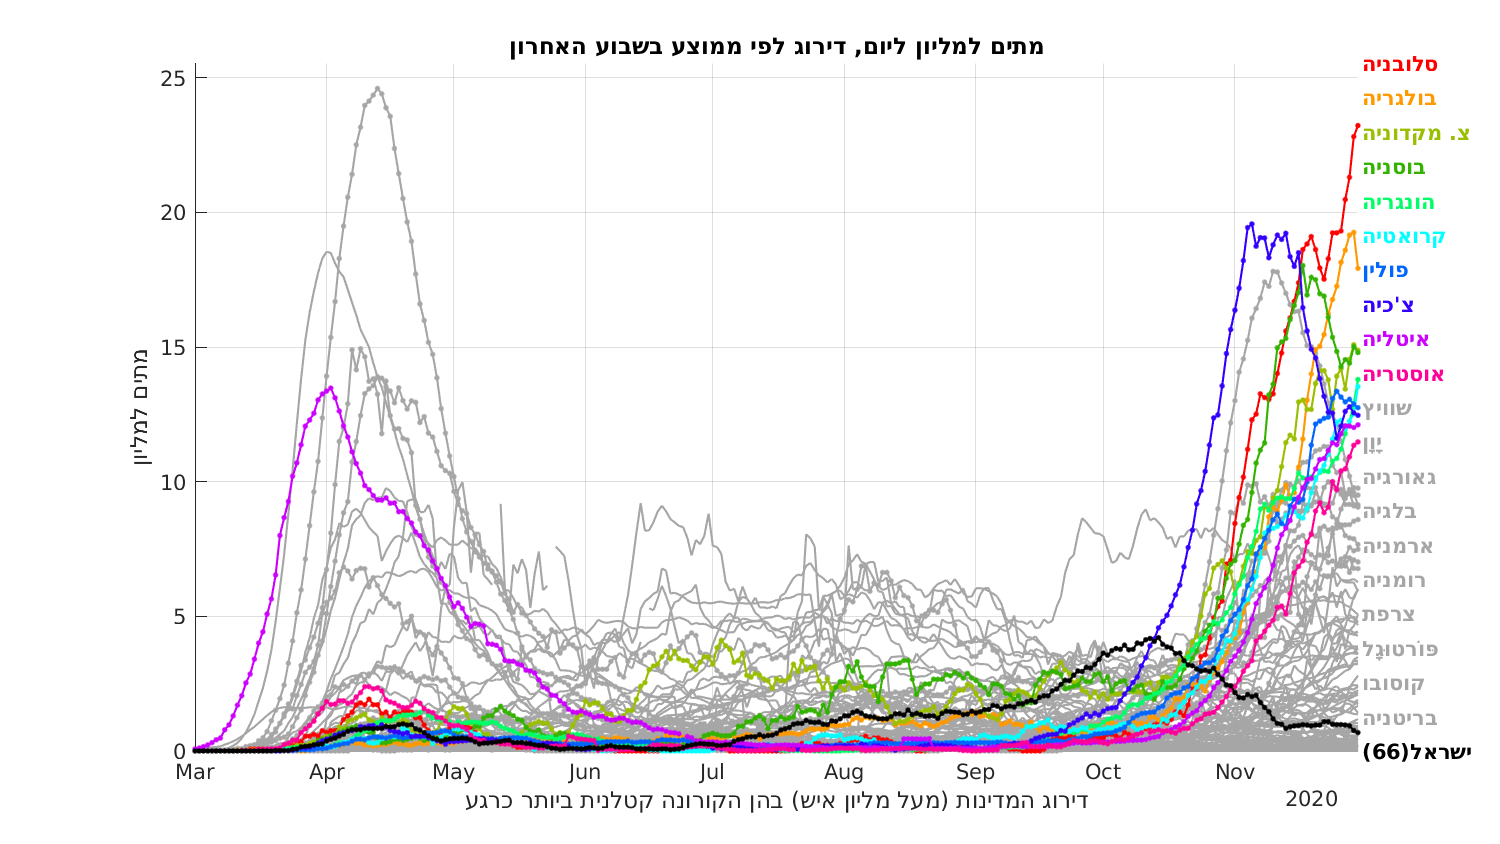 מתים למליון ליום, דירוג לפי ממוצע בשבוע האחרון
מתים למליון
25
20
15
10
5
0
Mar Apr May Jun Jul Aug Sep Oct Nov
2020
דירוג המדינות (מעל מליון איש) בהן הקורונה קטלנית ביותר כרגע
סלובניה
בולגריה
צ. מקדוניה
בוסניה
הונגריה
קרואטיה
פולין
צ'כיה
איטליה
אוסטריה
שוויץ
יָוָן
גאורגיה
בלגיה
ארמניה
רומניה
צרפת
פּוֹרטוּגָל
קוסובו
בריטניה
ישראל(66)